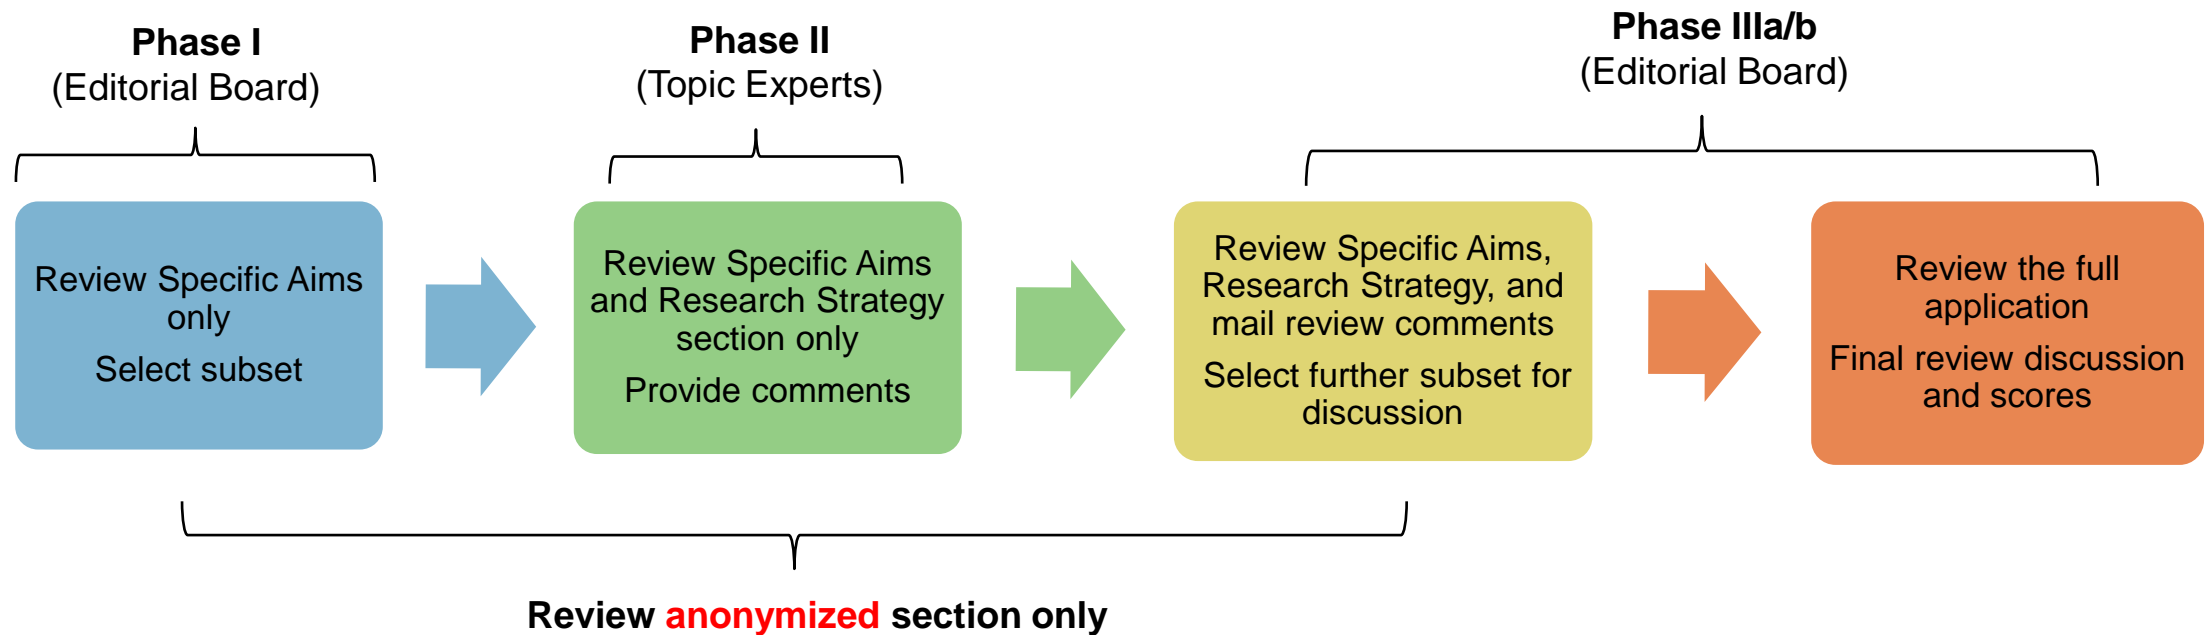 Phase I
(Editorial Board)
Phase II
(Topic Experts)
Phase IIIa/b
(Editorial Board)
Review Specific Aims
only
Select subset
Review Specific Aims
and Research Strategy
section only
Provide comments
Review Specific Aims,
Research Strategy, and
mail review comments
Select further subset for
discussion
Review the full
application
Final review discussion
and scores
Review anonymized section only